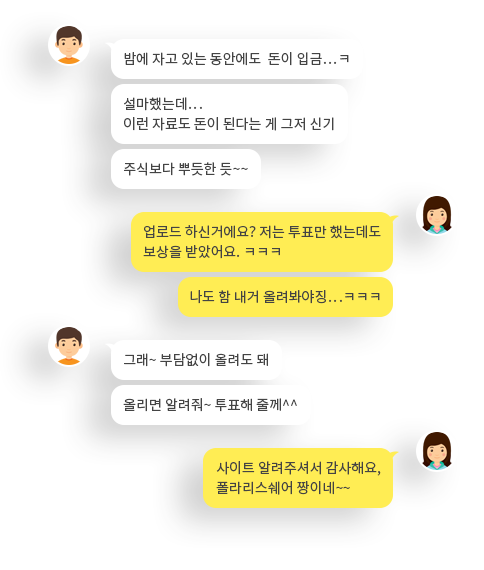 밤에 자고 있는 동안에도 돈이 입금...ㅋ
설마했는데...
이런 자료도 돈이 된다는 게 그저 신기
주식보다 뿌듯한 듯~~
업로드 하신거에요? 저는 투표만 했는데도
보상을 받았어요. ㅋㅋㅋ
나도 함 내거 올려봐야징...ㅋㅋㅋ
그래~ 부담없이 올려도 돼
올리면 알려줘~ 투표해 줄께^^
사이트 알려주셔서 감사해요,
폴라리스쉐어 짱이네~~